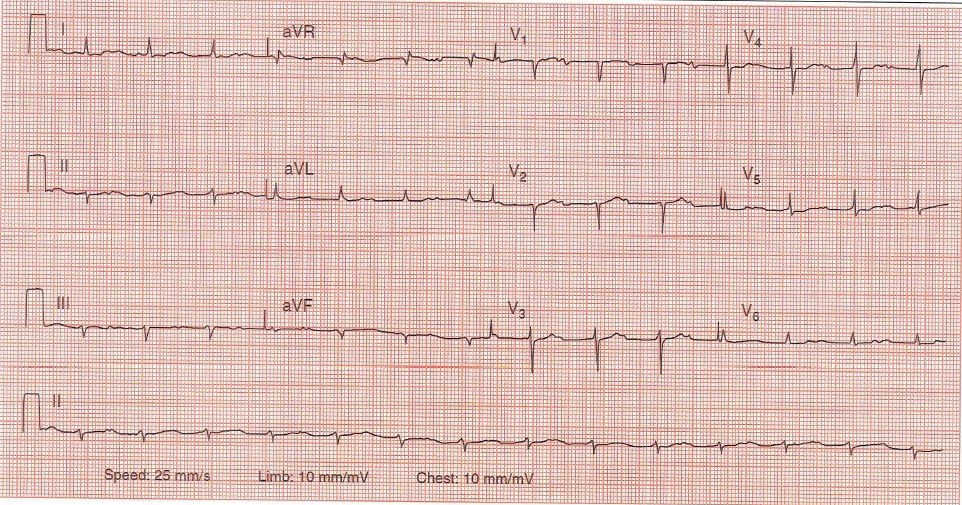 I aVR V₁ V₄
II aVL V₂ V₅
III aVF V₃ V₆
II
Speed: 25 mm/s Limb: 10 mm/mV Chest: 10 mm/mV